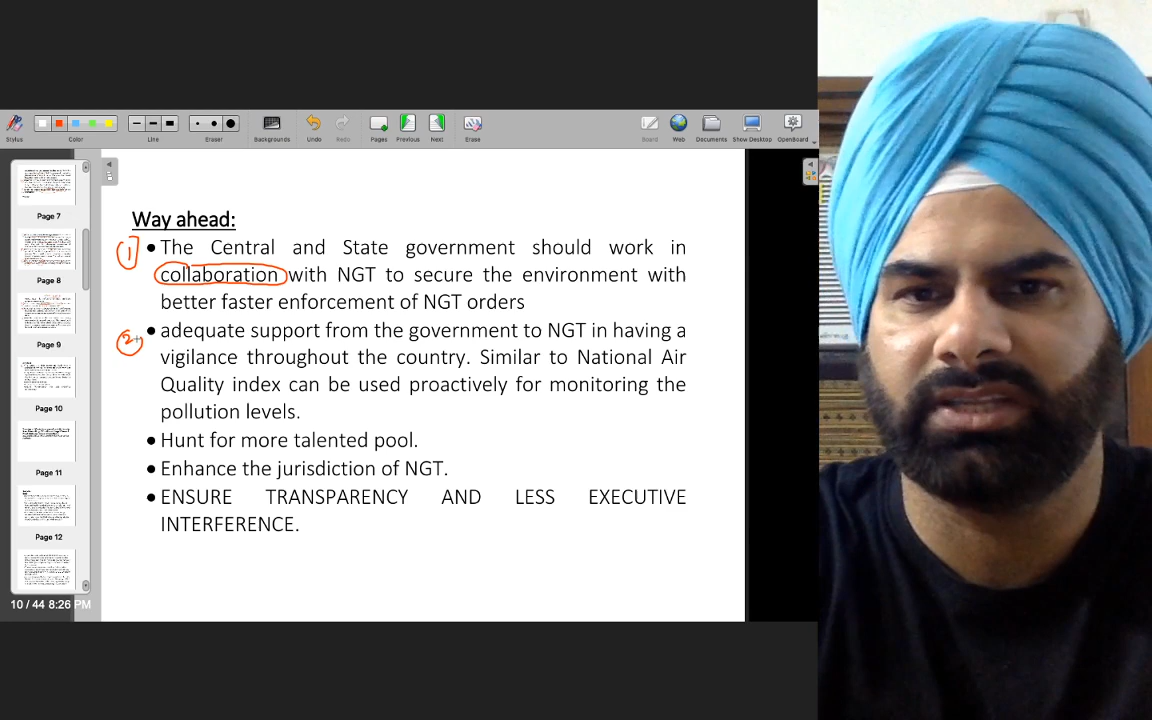 Stylus Color Line Eraser Backgrounds Undo Redo Pages Previous Next Erase Board Web Documents Show Desktop OpenBoard
Page 7
Page 8
Page 9
Page 10
Page 11
Page 12
10 / 44 8:26 PM
Way ahead:
(1) • The Central and State government should work in
collaboration with NGT to secure the environment with
better faster enforcement of NGT orders
(2) • adequate support from the government to NGT in having a
vigilance throughout the country. Similar to National Air
Quality index can be used proactively for monitoring the
pollution levels.
• Hunt for more talented pool.
• Enhance the jurisdiction of NGT.
• ENSURE TRANSPARENCY AND LESS EXECUTIVE
INTERFERENCE.